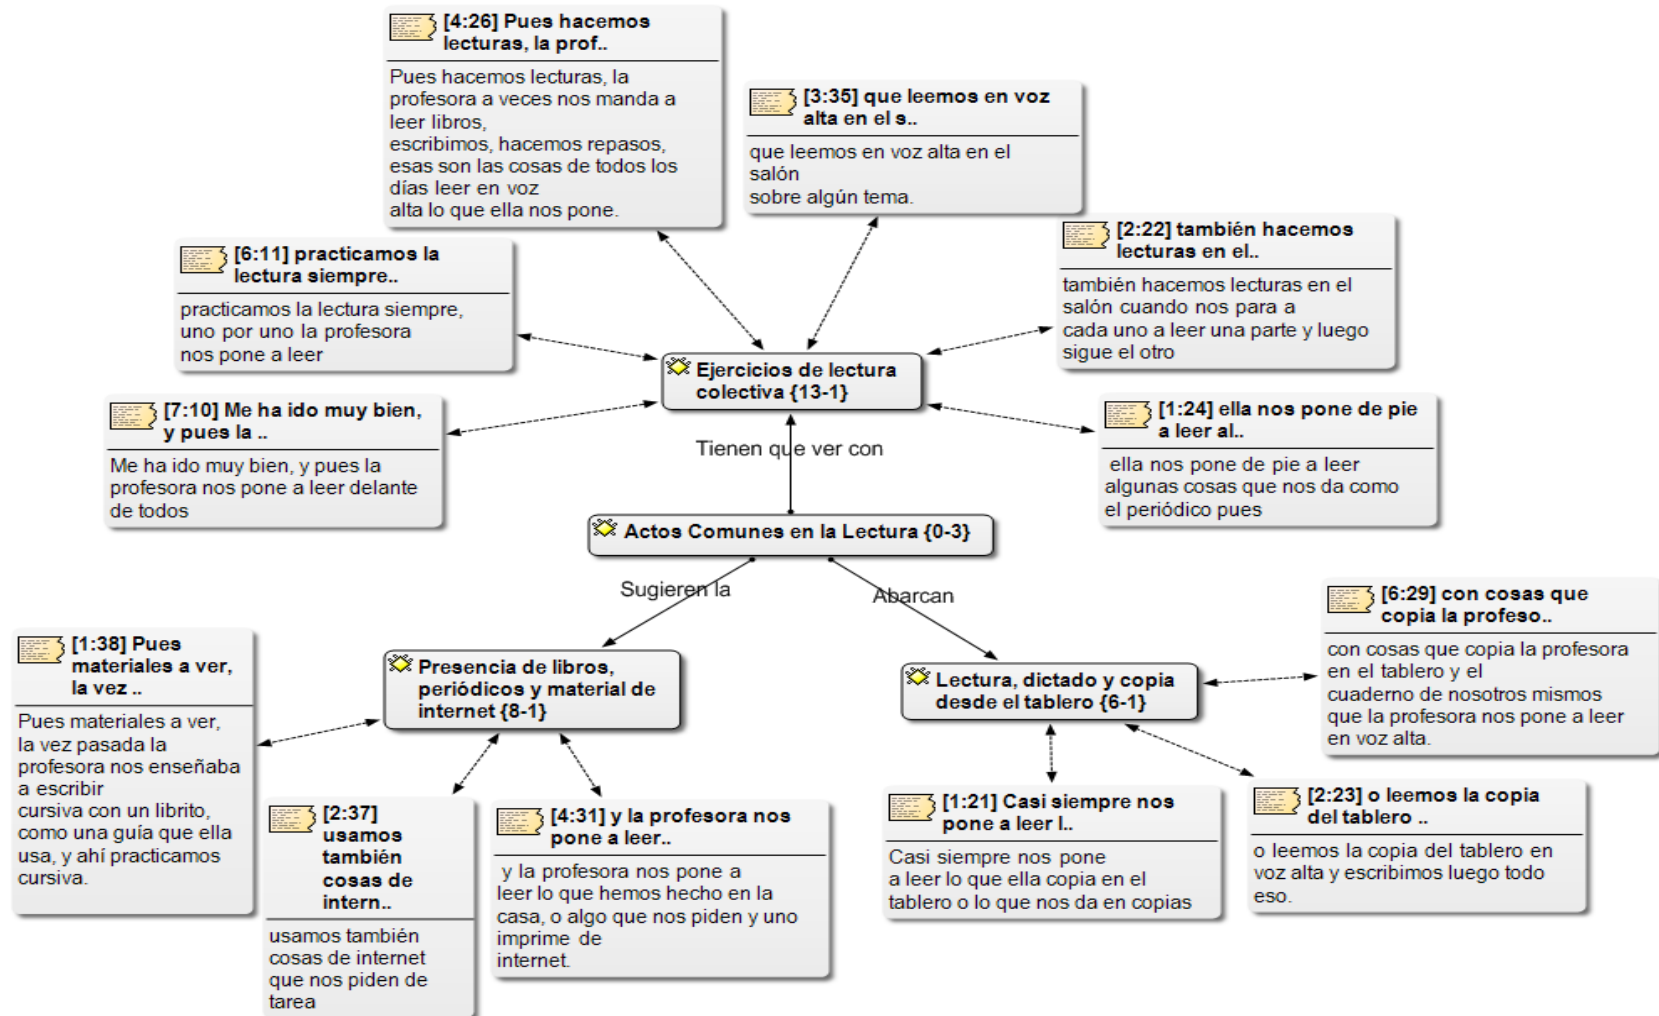 [4:26] Pues hacemos
lecturas, la prof..
Pues hacemos lecturas, la
profesora a veces nos manda a
leer libros,
escribimos, hacemos repasos,
esas son las cosas de todos los
días leer en voz
alta lo que ella nos pone.
[3:35] que leemos en voz
alta en el s..
que leemos en voz alta en el
salón
sobre algún tema.
[2:22] también hacemos
lecturas en el..
también hacemos lecturas en el
salón cuando nos para a
cada uno a leer una parte y luego
sigue el otro
[6:11] practicamos la
lectura siempre..
practicamos la lectura siempre,
uno por uno la profesora
nos pone a leer
Ejercicios de lectura
colectiva {13-1}
[7:10] Me ha ido muy bien,
y pues la ..
Me ha ido muy bien, y pues la
profesora nos pone a leer delante
de todos
[1:24] ella nos pone de pie
a leer al..
ella nos pone de pie a leer
algunas cosas que nos da como
el periódico pues
Tienen que ver con
Actos Comunes en la Lectura {0-3}
Sugieren la
Abarcan
[1:38] Pues
materiales a ver,
la vez ..
Pues materiales a ver,
la vez pasada la
profesora nos enseñaba
a escribir
cursiva con un librito,
como una guía que ella
usa, y ahí practicamos
cursiva.
Presencia de libros,
periódicos y material de
internet {8-1}
Lectura, dictado y copia
desde el tablero {6-1}
[6:29] con cosas que
copia la profeso..
con cosas que copia la profesora
en el tablero y el
cuaderno de nosotros mismos
que la profesora nos pone a leer
en voz alta.
[2:37]
usamos
también
cosas de
intern..
usamos también
cosas de internet
que nos piden de
tarea
[4:31] y la profesora nos
pone a leer..
y la profesora nos pone a
leer lo que hemos hecho en la
casa, o algo que nos piden y uno
imprime de
internet.
[1:21] Casi siempre nos
pone a leer l..
Casi siempre nos pone
a leer lo que ella copia en el
tablero o lo que nos da en copias
[2:23] o leemos la copia
del tablero ..
o leemos la copia del tablero en
voz alta y escribimos luego todo
eso.